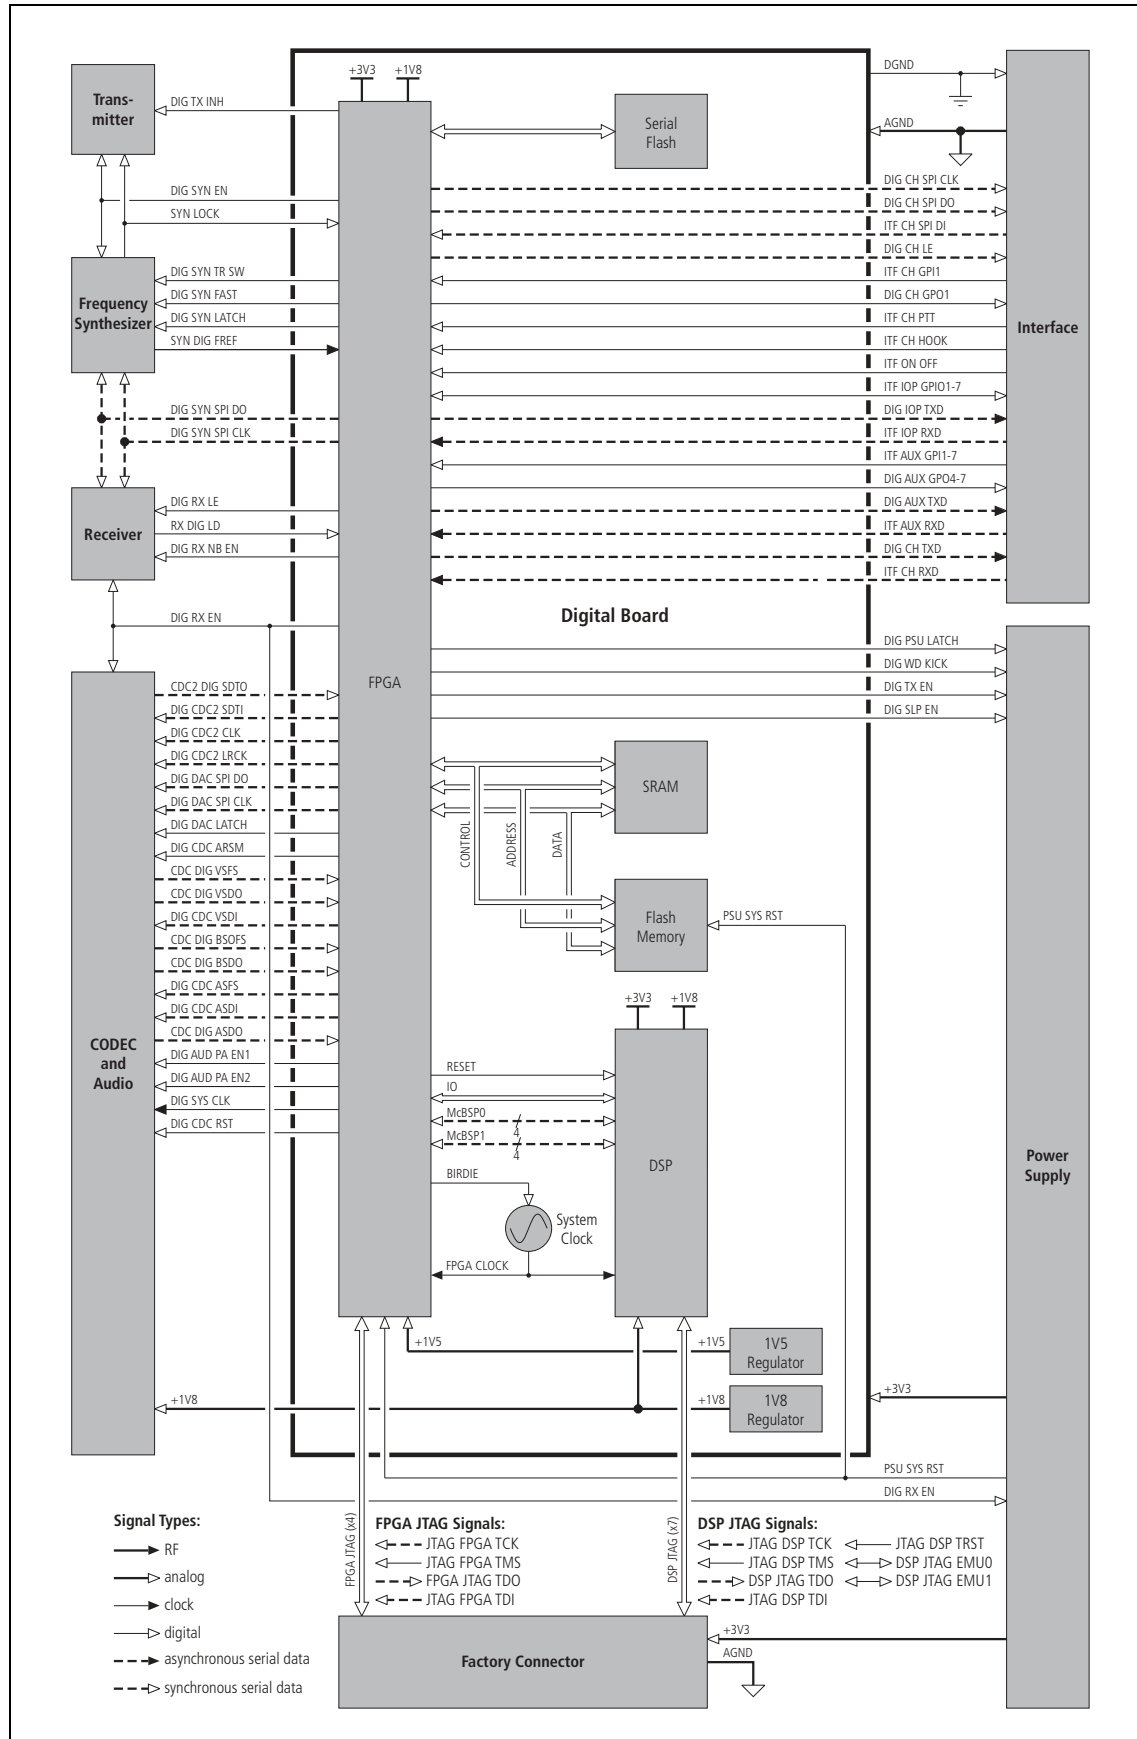 +3V3
+1V8
DGND
Trans-
mitter
DIG TX INH
Serial
Flash
AGND
DIG SYN EN
SYN LOCK
DIG CH SPI CLK
DIG CH SPI DO
ITF CH SPI DI
DIG CH LE
ITF CH GPI1
DIG CH GPO1
ITF CH PTT
ITF CH HOOK
ITF ON OFF
ITF IOP GPIO1-7
DIG IOP TXD
ITF IOP RXD
ITF AUX GPI1-7
DIG AUX GPO4-7
DIG AUX TXD
ITF AUX RXD
DIG CH TXD
ITF CH RXD
Interface
Frequency
Synthesizer
DIG SYN TR SW
DIG SYN FAST
DIG SYN LATCH
SYN DIG FREF
DIG SYN SPI DO
DIG SYN SPI CLK
Receiver
DIG RX LE
RX DIG LD
DIG RX NB EN
DIG RX EN
Digital Board
FPGA
DIG PSU LATCH
DIG WD KICK
DIG TX EN
DIG SLP EN
CDC2 DIG SDTO
DIG CDC2 SDTI
DIG CDC2 CLK
DIG CDC2 LRCK
DIG DAC SPI DO
DIG DAC SPI CLK
DIG DAC LATCH
DIG CDC ARSM
CDC DIG VSFS
CDC DIG VSDO
DIG CDC VSDI
CDC DIG BSOFS
CDC DIG BSDO
DIG CDC ASFS
DIG CDC ASDI
CDC DIG ASDO
DIG AUD PA EN1
DIG AUD PA EN2
DIG SYS CLK
DIG CDC RST
CODEC
and
Audio
SRAM
CONTROL
ADDRESS
DATA
Flash
Memory
PSU SYS RST
+3V3
+1V8
RESET
IO
McBSP0
4
McBSP1
4
DSP
BIRDIE
System
Clock
FPGA CLOCK
Power
Supply
+1V5
+1V5
1V5
Regulator
+1V8
+1V8
1V8
Regulator
+3V3
PSU SYS RST
DIG RX EN
Signal Types:
RF
analog
clock
digital
asynchronous serial data
synchronous serial data
FPGA JTAG (x4)
FPGA JTAG Signals:
JTAG FPGA TCK
JTAG FPGA TMS
FPGA JTAG TDO
JTAG FPGA TDI
DSP JTAG (x7)
DSP JTAG Signals:
JTAG DSP TCK
JTAG DSP TMS
DSP JTAG TDO
JTAG DSP TDI
JTAG DSP TRST
DSP JTAG EMU0
DSP JTAG EMU1
Factory Connector
+3V3
AGND